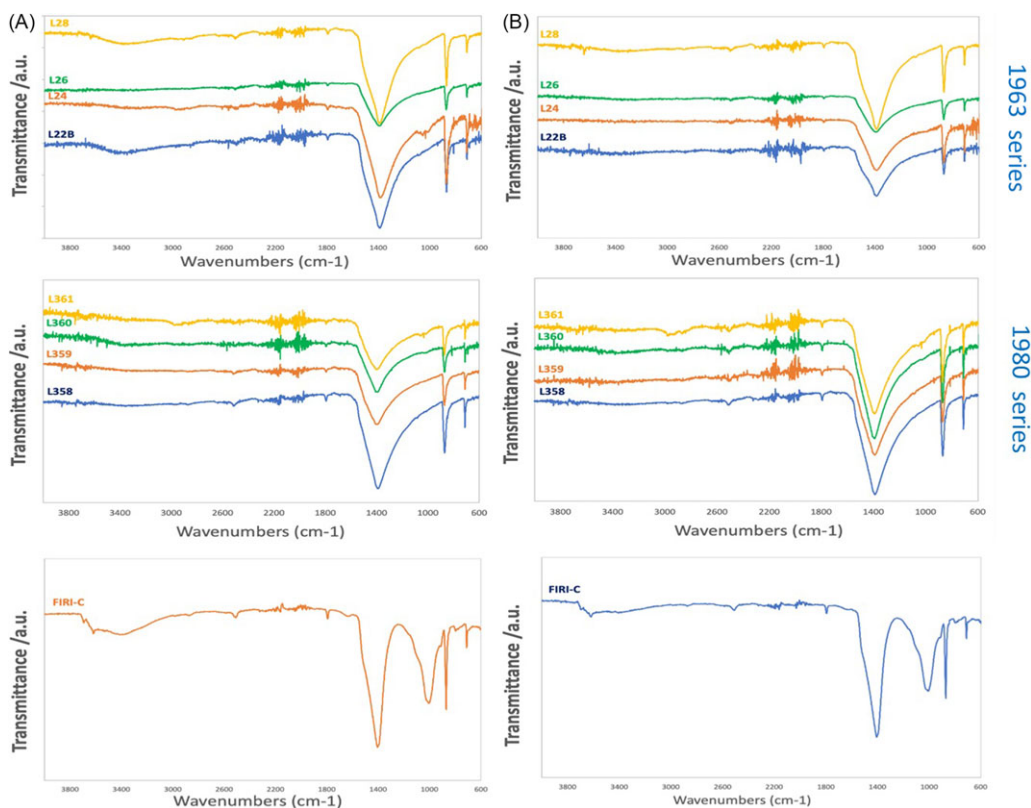 (A)
L28
L26
L24
L22B
Transmittance /a.u.
3800 3400 3000 2600 2200 1800 1400 1000 600
Wavenumbers (cm-1)
(B)
L28
L26
L24
L22B
Transmittance /a.u.
3800 3400 3000 2600 2200 1800 1400 1000 600
Wavenumbers (cm-1)
1963 series
L361
L360
L359
L358
Transmittance /a.u.
3800 3400 3000 2600 2200 1800 1400 1000 600
Wavenumbers (cm-1)
L361
L360
L359
L358
Transmittance /a.u.
3800 3400 3000 2600 2200 1800 1400 1000 600
Wavenumbers (cm-1)
1980 series
FIRI-C
Transmittance /a.u.
3800 3400 3000 2600 2200 1800 1400 1000 600
Wavenumbers (cm-1)
FIRI-C
Transmittance /a.u.
3800 3400 3000 2600 2200 1800 1400 1000 600
Wavenumbers (cm-1)